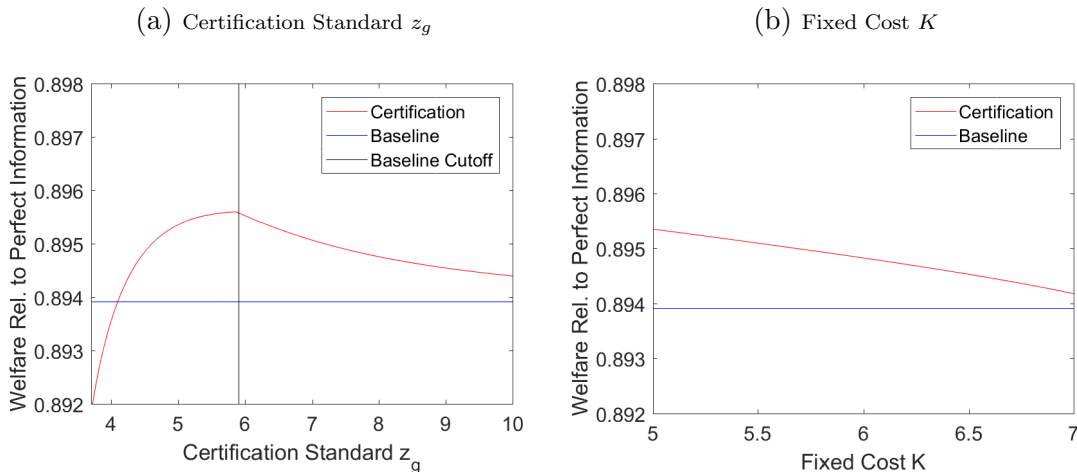 (a) Certification Standard z_g
(b) Fixed Cost K
Welfare Rel. to Perfect Information
0.898
0.897
0.896
0.895
0.894
0.893
0.892
Certification
Baseline
Baseline Cutoff
4 5 6 7 8 9 10
Certification Standard z_g
Welfare Rel. to Perfect Information
0.898
0.897
0.896
0.895
0.894
0.893
0.892
Certification
Baseline
5 5.5 6 6.5 7
Fixed Cost K